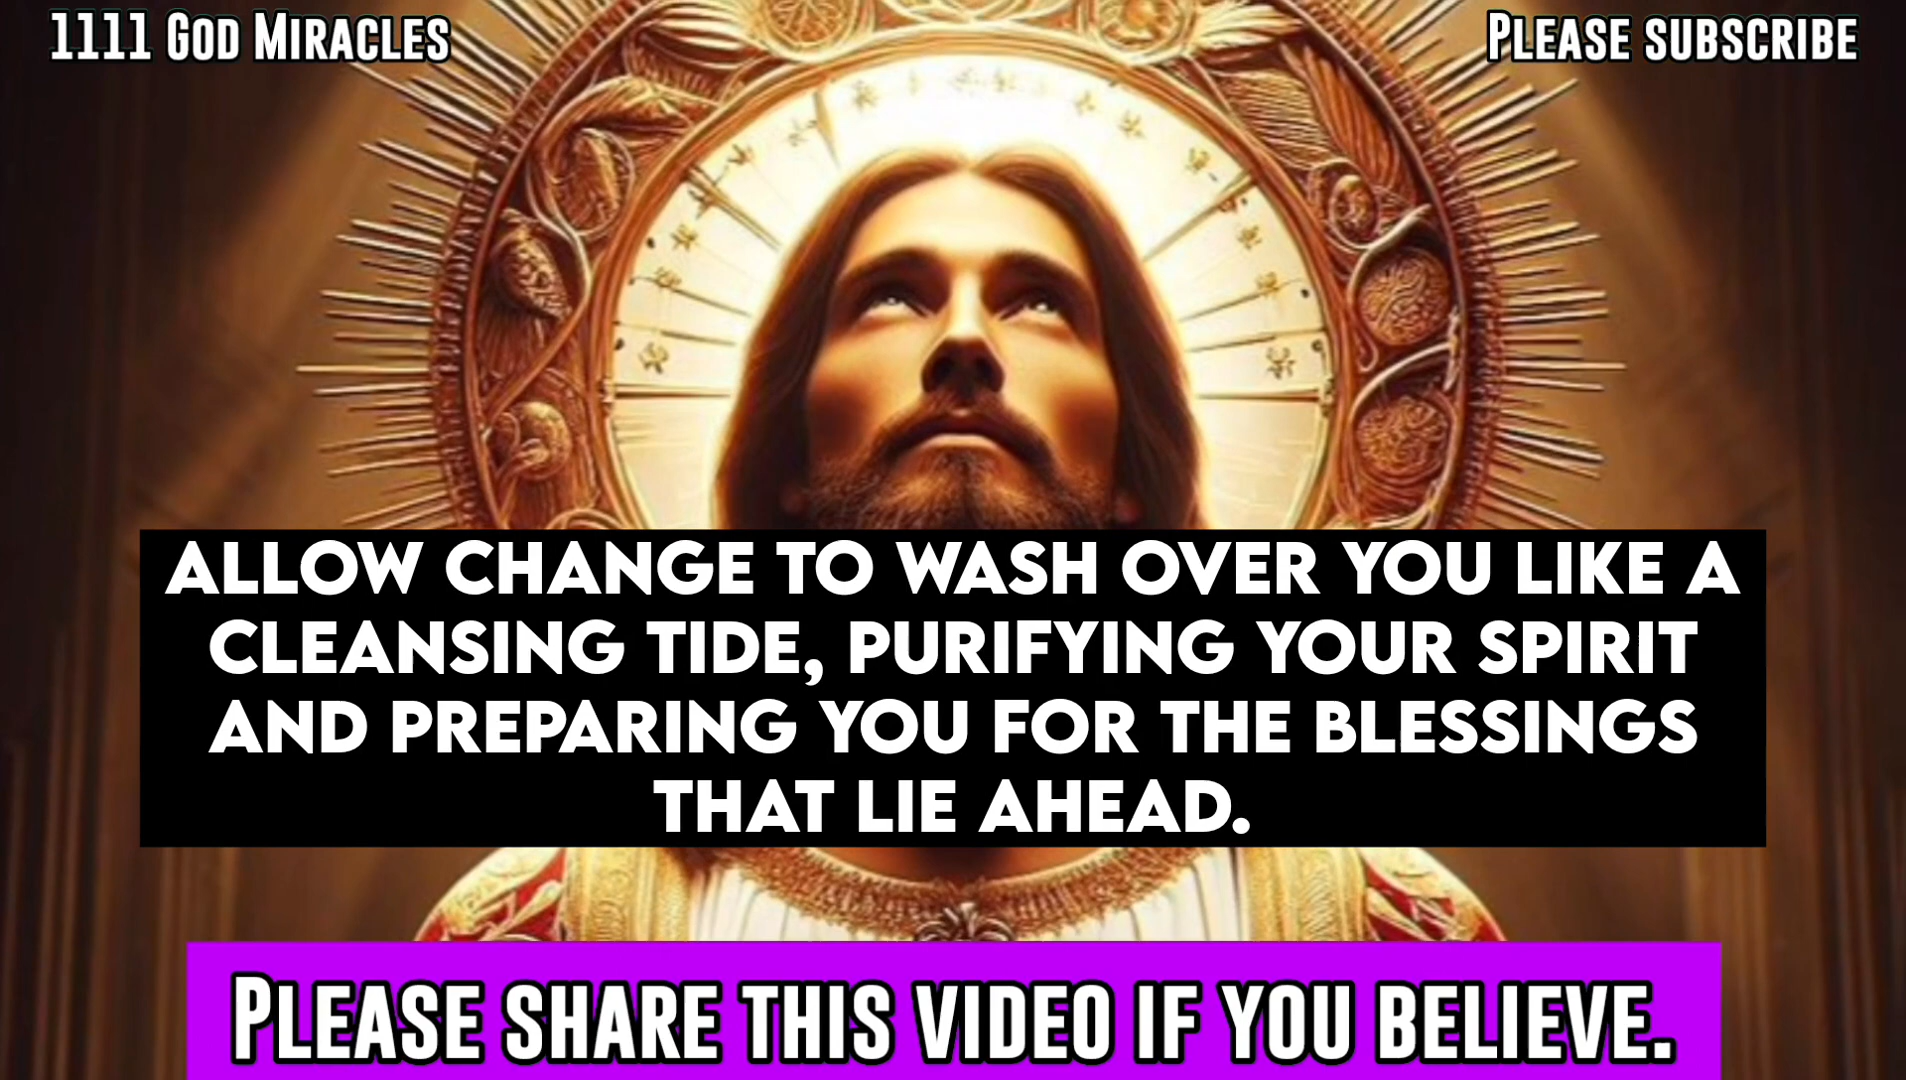 1111 God Miracles
Please subscribe
ALLOW CHANGE TO WASH OVER YOU LIKE A
CLEANSING TIDE, PURIFYING YOUR SPIRIT
AND PREPARING YOU FOR THE BLESSINGS
THAT LIE AHEAD.
Please share this video if you believe.